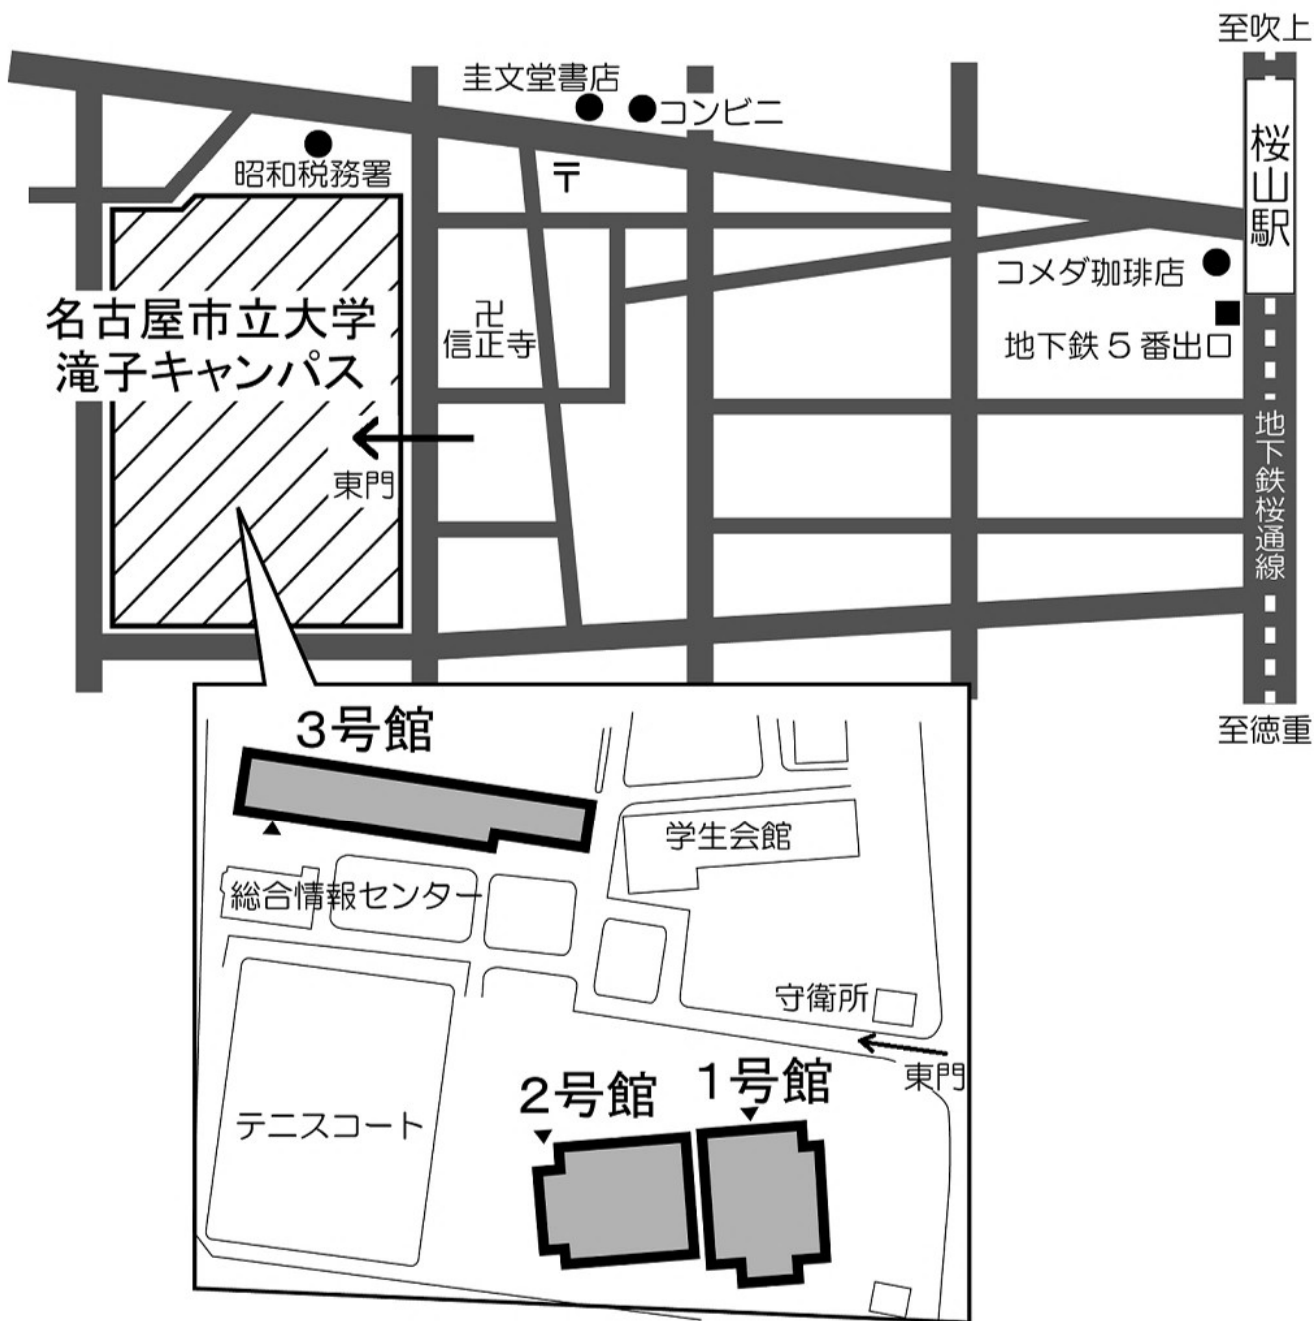 至吹上
圭文堂書店
コンビニ
桜山駅
〒
昭和税務署
コメダ珈琲店
卍
信正寺
地下鉄5番出口
名古屋市立大学
滝子キャンパス
東門
地下鉄桜通線
至徳重
3号館
学生会館
総合情報センター
守衛所
東門
1号館
2号館
テニスコート